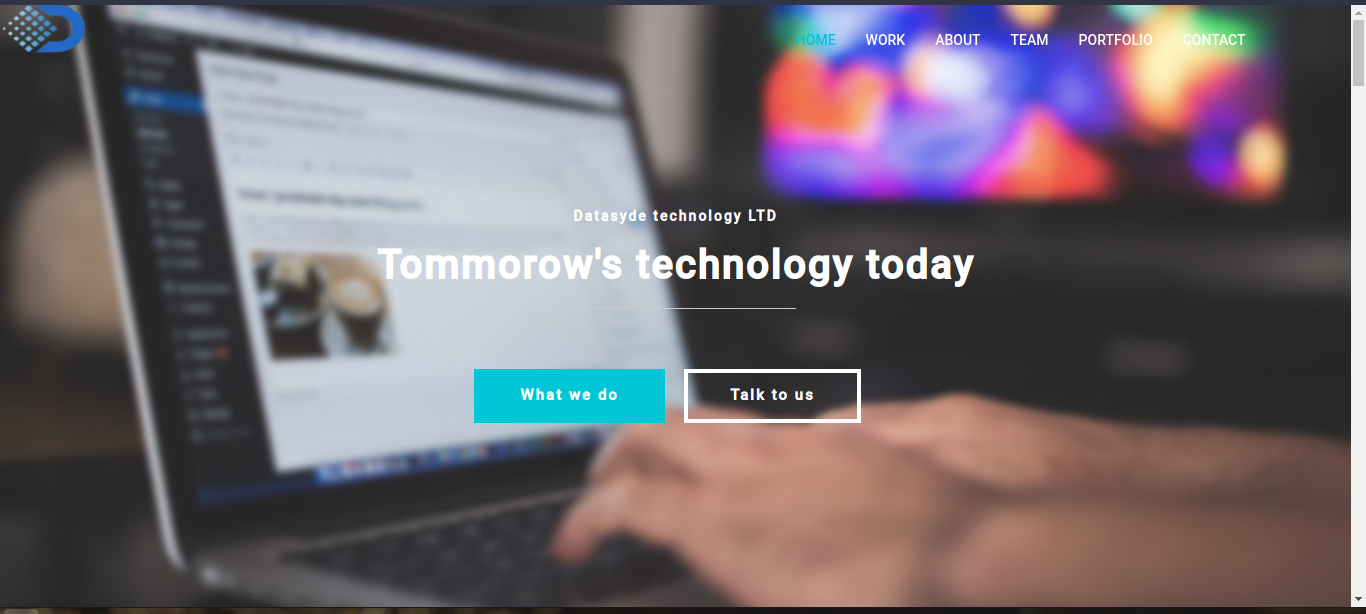 HOME WORK ABOUT TEAM PORTFOLIO CONTACT
Datasyde technology LTD
Tommorow's technology today
What we do Talk to us